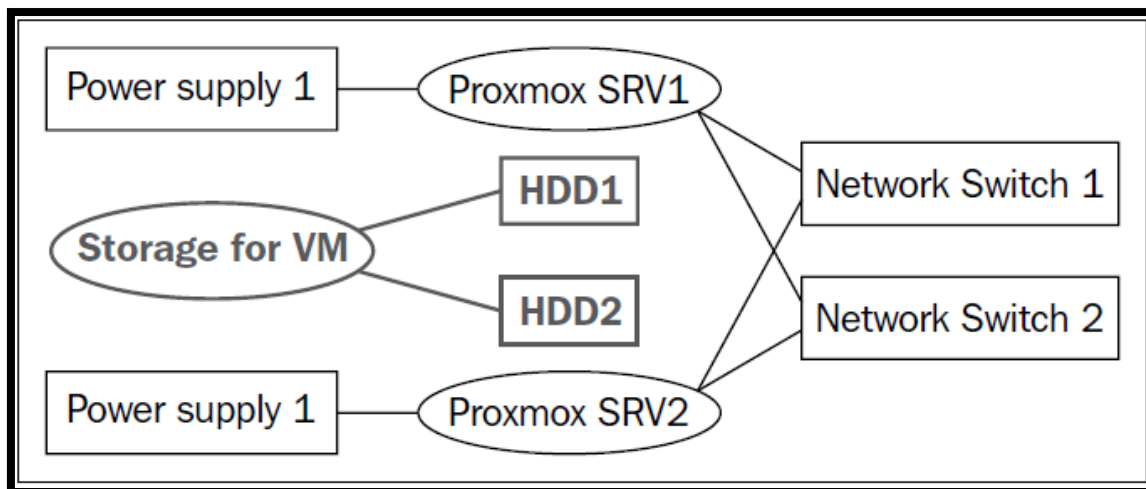 Power supply 1
Proxmox SRV1
HDD1
Network Switch 1
Storage for VM
HDD2
Network Switch 2
Power supply 1
Proxmox SRV2